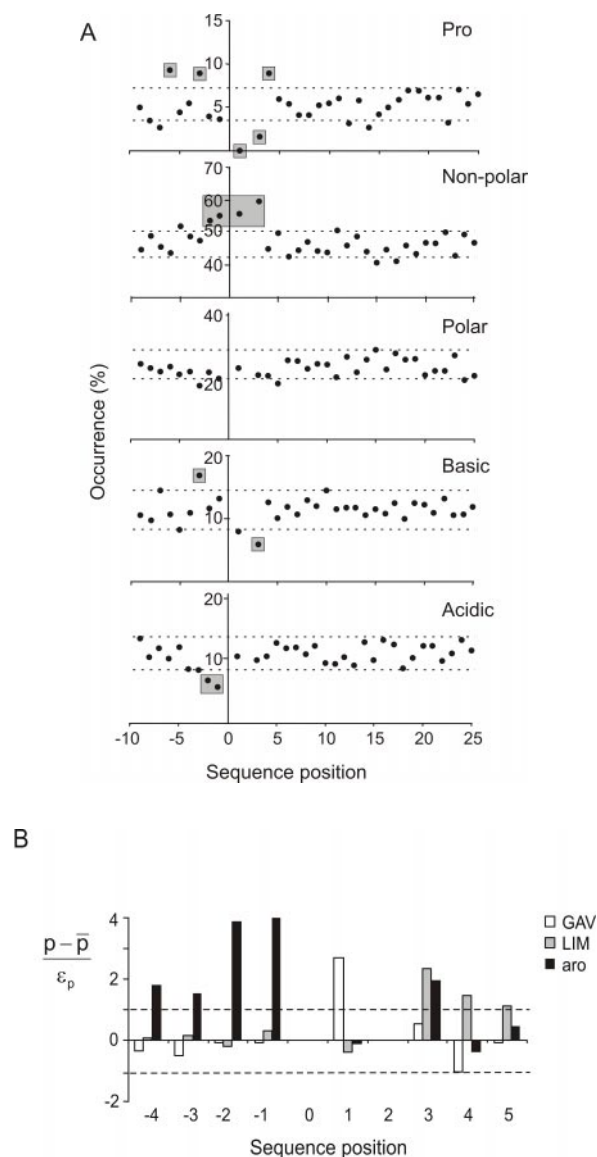 A
Pro
15
10
5
0
Non-polar
70
60
50
40
Polar
40
20
Occurrence (%)
Basic
20
10
Acidic
20
10
-10 -5 0 5 10 15 20 25
Sequence position
B
4
2
0
-2
p – p̅
εp
GAV
LIM
aro
-4 -3 -2 -1 0 1 2 3 4 5
Sequence position